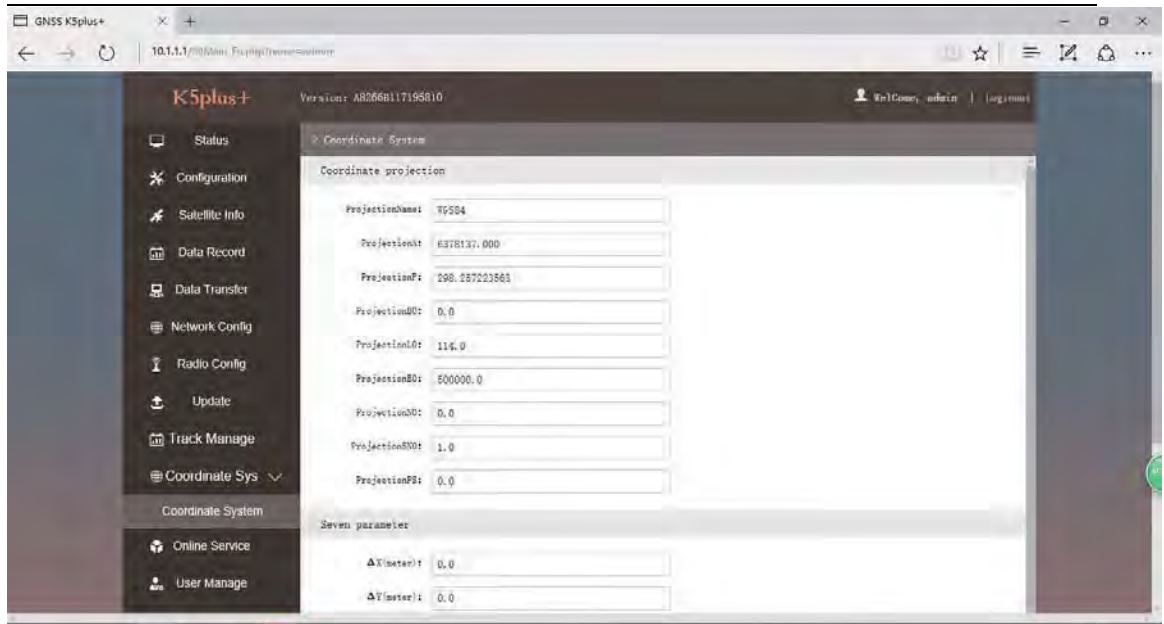 GNSS K5plus+
10.1.1.1/
K5plus+
Version: A82668117195810
WelCome, admin | Loginout
Status
Configuration
Satellite Info
Data Record
Data Transfer
Network Config
Radio Config
Update
Track Manage
Coordinate Sys
Coordinate System
Online Service
User Manage
> Coordinate System
Coordinate projection
ProjectionName: WGS84
ProjectionA: 6378137.000
ProjectionF: 298.257223563
ProjectionB0: 0.0
ProjectionL0: 114.0
ProjectionE0: 500000.0
ProjectionN0: 0.0
ProjectionSN0: 1.0
ProjectionPS: 0.0
Seven parameter
ΔX(meter): 0.0
ΔY(meter): 0.0